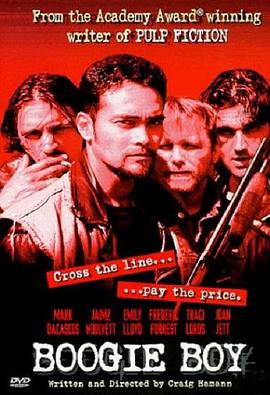 FROM THE ACADEMY AWARD® WINNING
WRITER OF PULP FICTION
Cross the line...
...pay the price.
MARK JAIMZ EMILY FREDERIC TRACI JOAN
DACASCOS WOOLVETT LLOYD FORREST LORDS JETT
BOOGIE BOY
DVD
Written and Directed by Craig Hamann